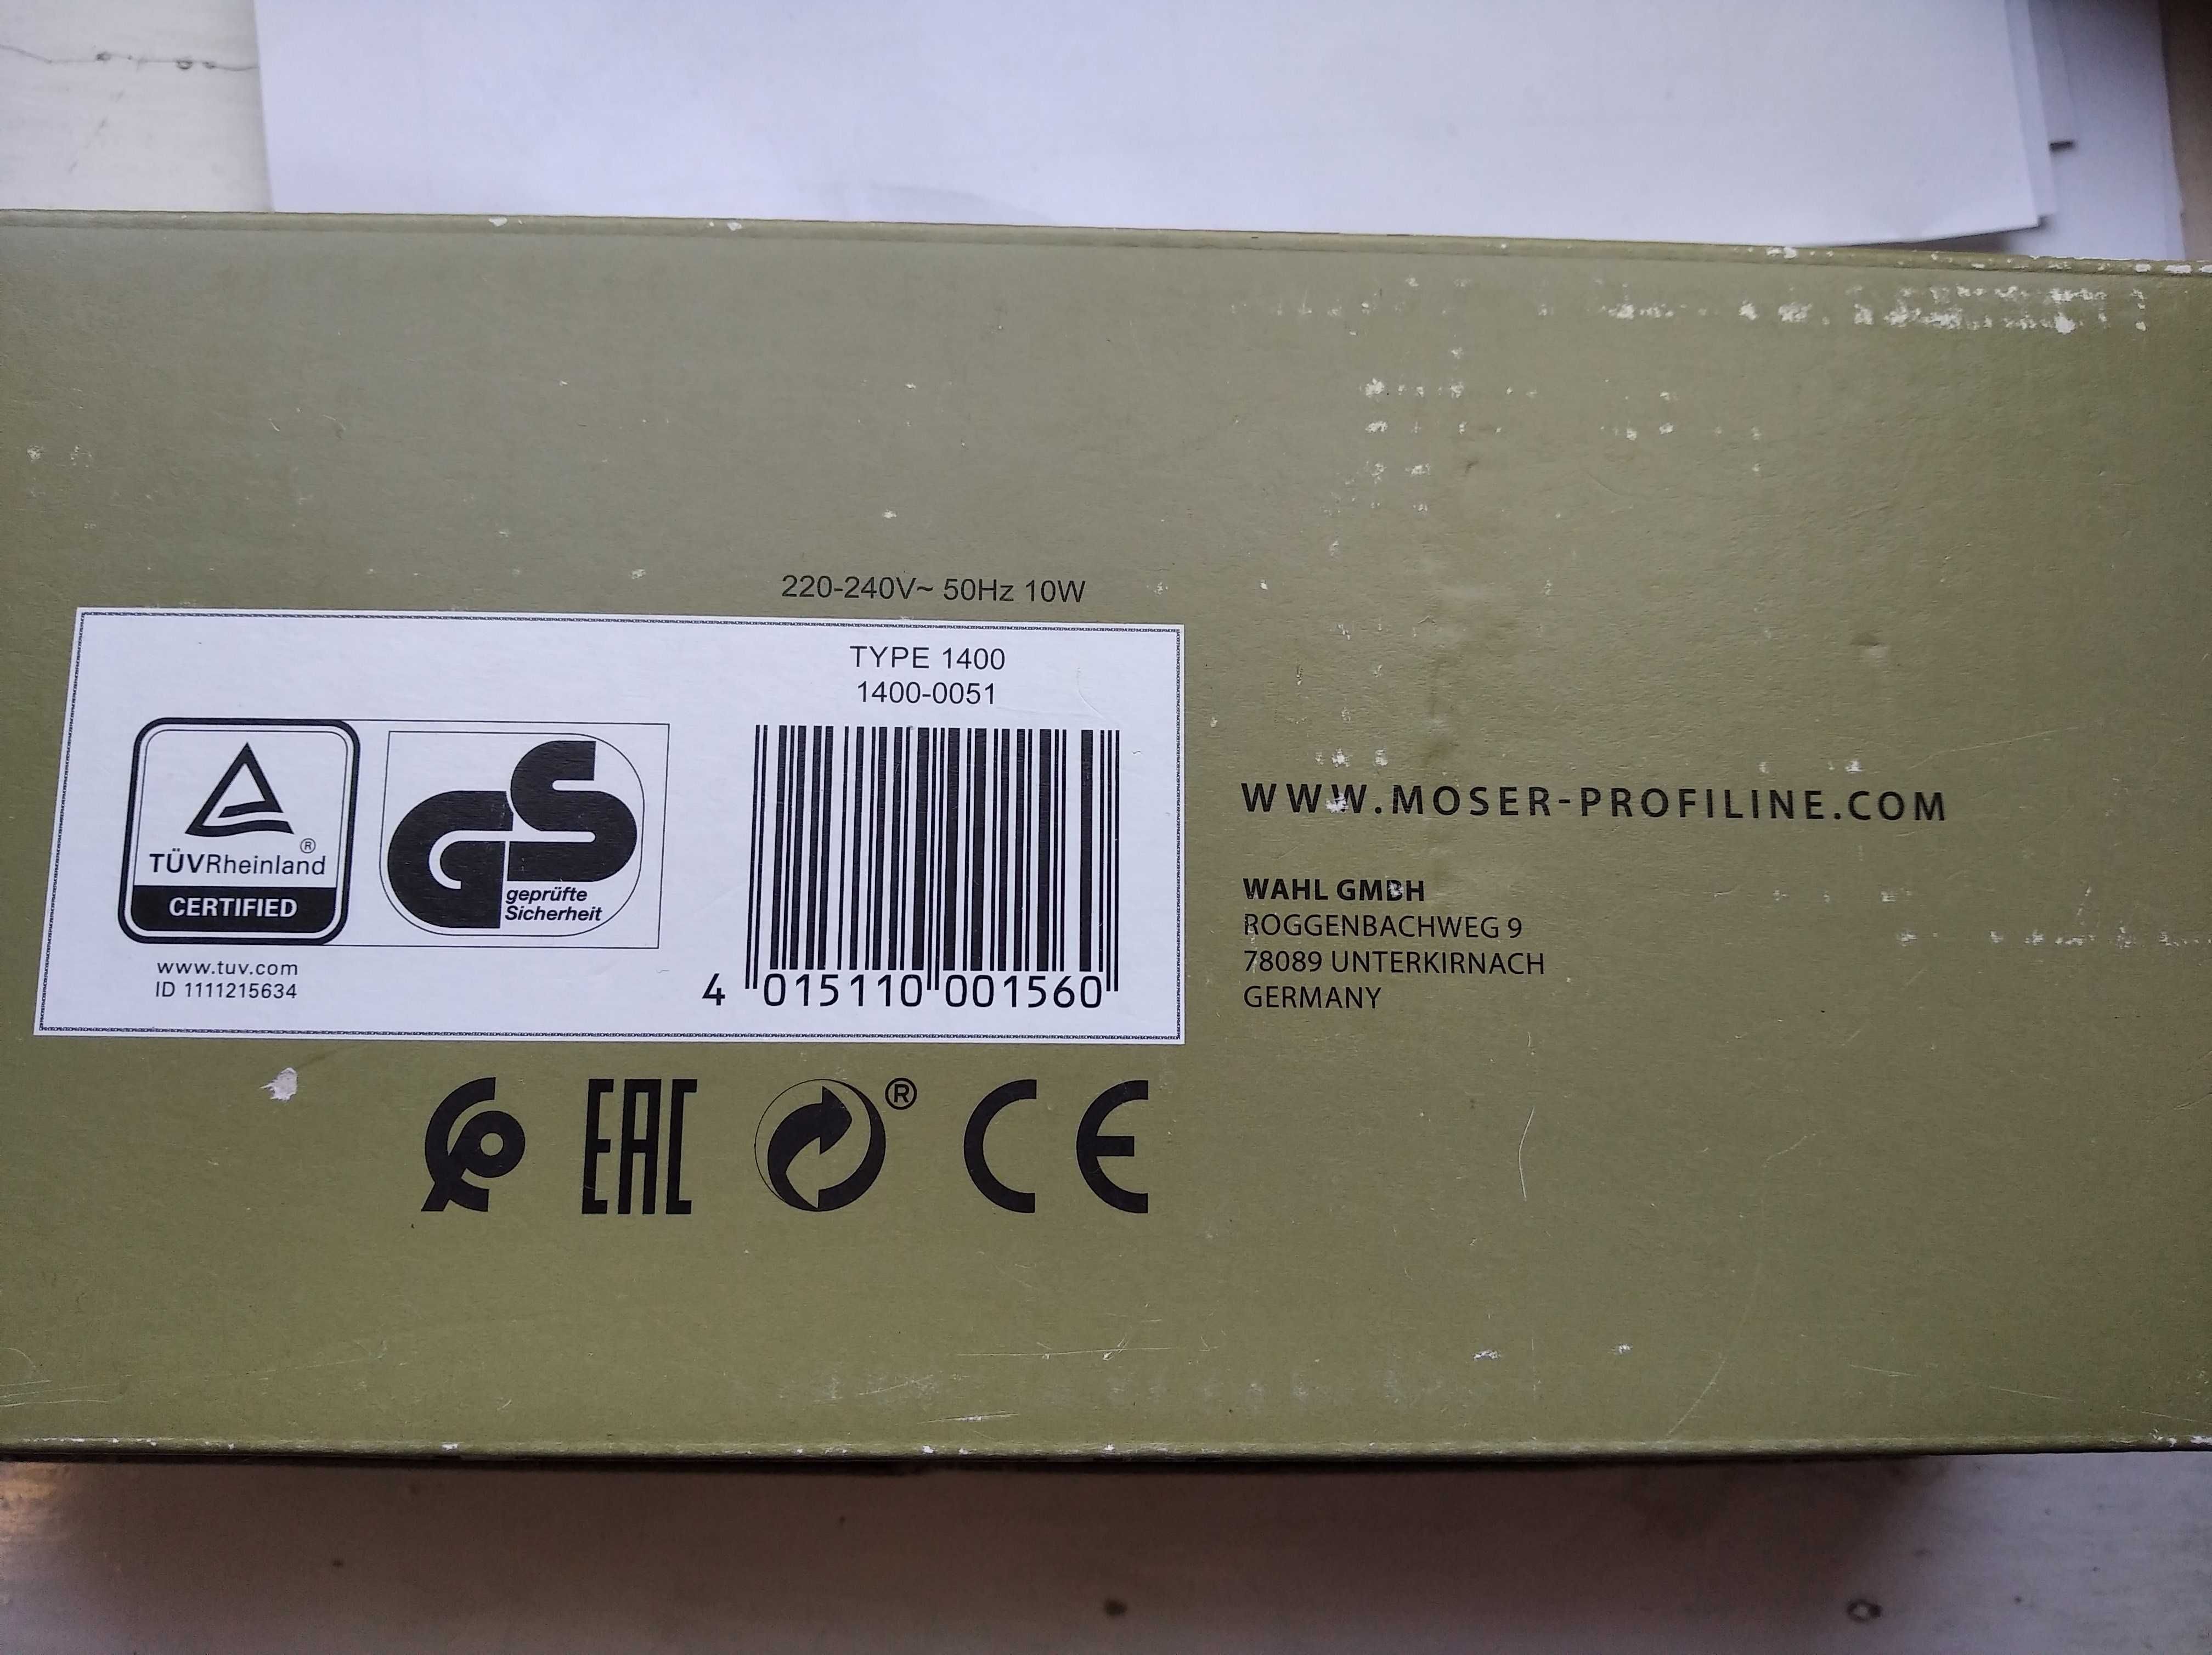 220-240V~ 50Hz 10W
TYPE 1400
1400-0051
®
TÜVRheinland
CERTIFIED
www.tuv.com
ID 1111215634
GS
geprüfte
Sicherheit
4 015110 001560
WWW.MOSER-PROFILINE.COM
WAHL GMBH
ROGGENBACHWEG 9
78089 UNTERKIRNACH
GERMANY
EAC ® CE